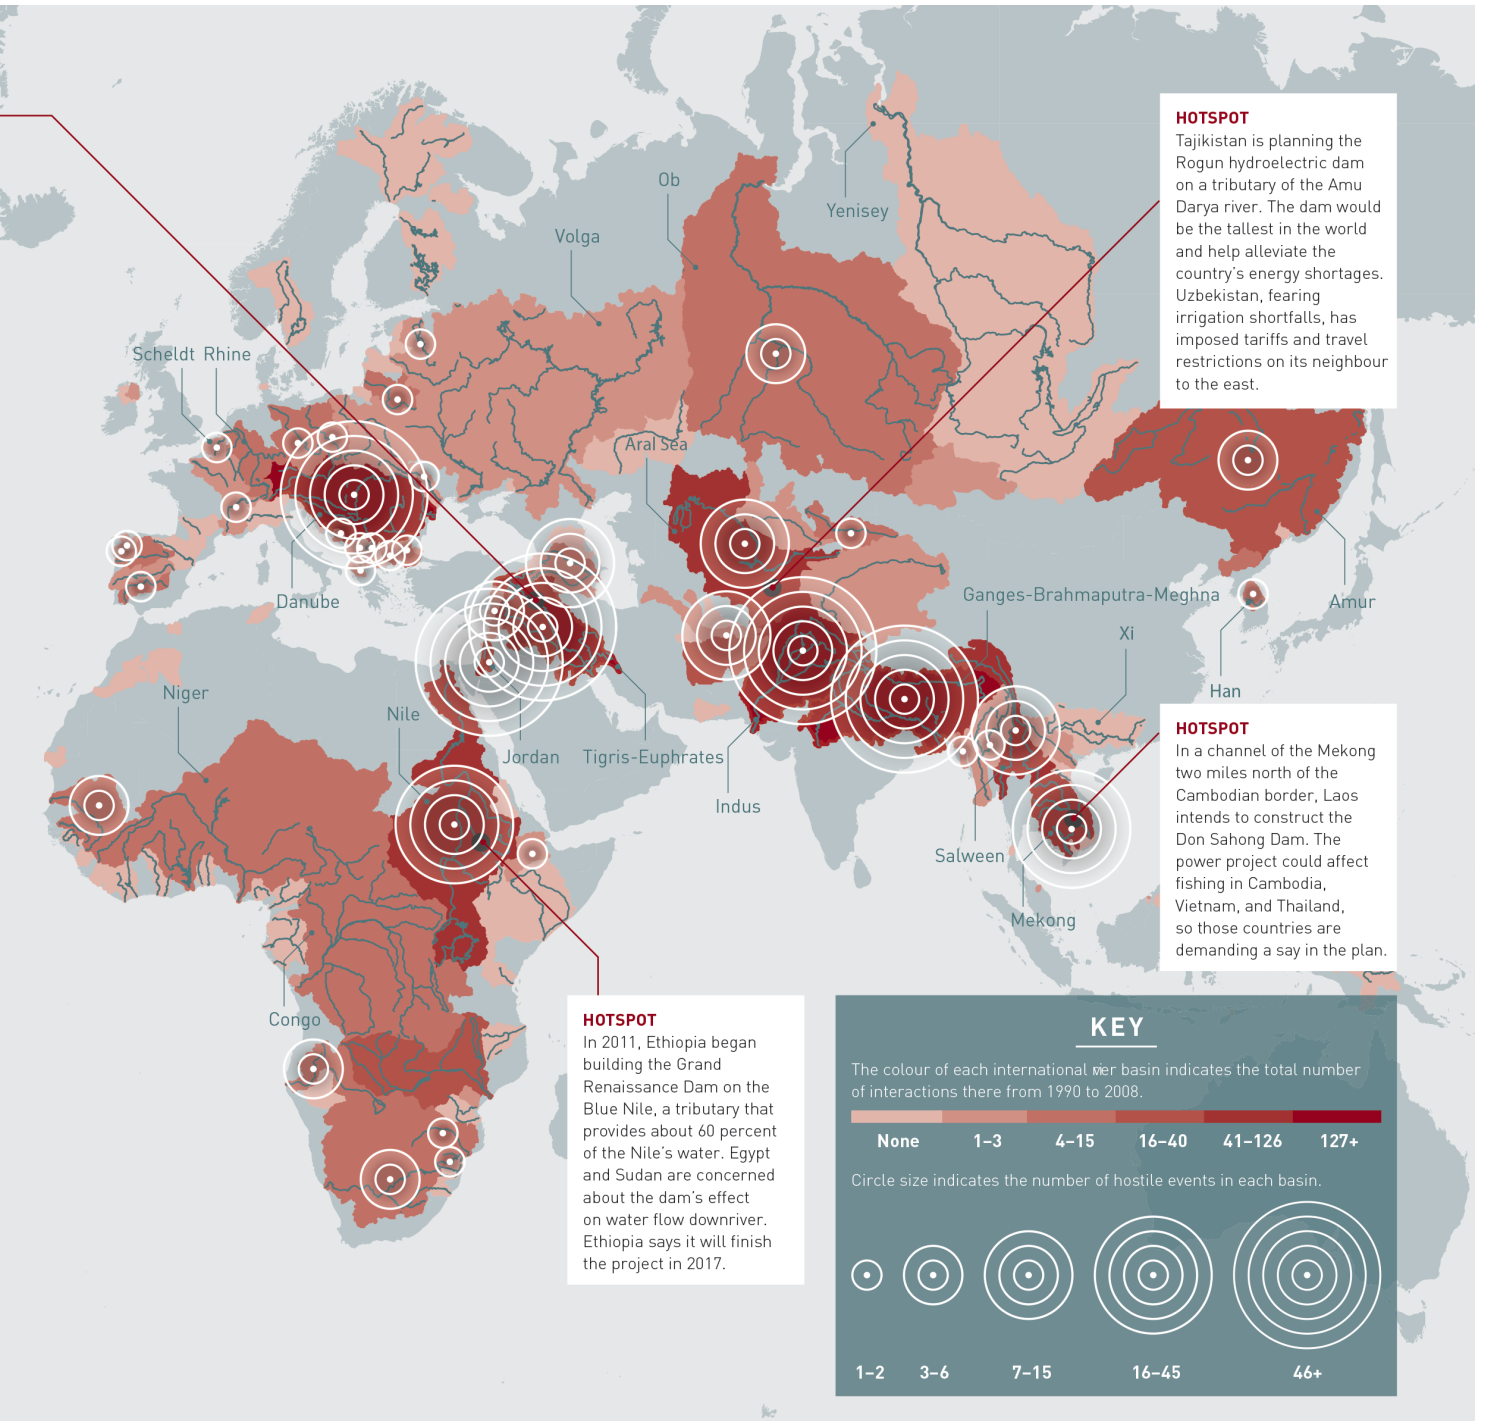 HOTSPOT
Tajikistan is planning the
Rogun hydroelectric dam
on a tributary of the Amu
Darya river. The dam would
be the tallest in the world
and help alleviate the
country's energy shortages.
Uzbekistan, fearing
irrigation shortfalls, has
imposed tariffs and travel
restrictions on its neighbour
to the east.
Ob
Yenisey
Volga
Scheldt Rhine
Aral Sea
Danube
Ganges-Brahmaputra-Meghna
Amur
Xi
Han
Niger
Nile
Jordan
Tigris-Euphrates
Indus
Salween
Mekong
Congo
HOTSPOT
In a channel of the Mekong
two miles north of the
Cambodian border, Laos
intends to construct the
Don Sahong Dam. The
power project could affect
fishing in Cambodia,
Vietnam, and Thailand,
so those countries are
demanding a say in the plan.
HOTSPOT
In 2011, Ethiopia began
building the Grand
Renaissance Dam on the
Blue Nile, a tributary that
provides about 60 percent
of the Nile's water. Egypt
and Sudan are concerned
about the dam's effect
on water flow downriver.
Ethiopia says it will finish
the project in 2017.
KEY
The colour of each international river basin indicates the total number
of interactions there from 1990 to 2008.
None 1–3 4–15 16–40 41–126 127+
Circle size indicates the number of hostile events in each basin.
1–2 3–6 7–15 16–45 46+